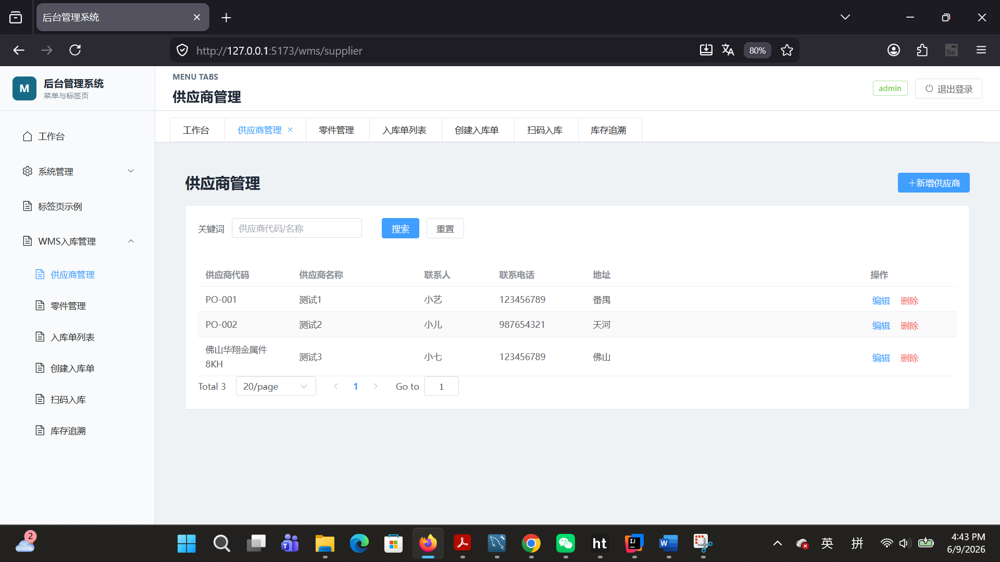 后台管理系统
http://127.0.0.1:5173/wms/supplier
80%
Se
M
后台管理系统
菜单与标签页
MENU TABS
供应商管理
admin
退出登录
工作台
系统管理
标签页示例
WMS入库管理
供应商管理
零件管理
入库单列表
创建入库单
扫码入库
库存追溯
工作台 供应商管理 零件管理 入库单列表 创建入库单 扫码入库 库存追溯
供应商管理
+新增供应商
关键词 供应商代码/名称 搜索 重置
供应商代码 供应商名称 联系人 联系电话 地址 操作
PO-001 测试1 小艺 123456789 番禺 编辑 删除
PO-002 测试2 小儿 987654321 天河 编辑 删除
佛山华翔金属件8KH 测试3 小七 123456789 佛山 编辑 删除
Total 3 20/page 1 Go to 1
2
T
ht
IJ
W
英 拼
4:43 PM
6/9/2026